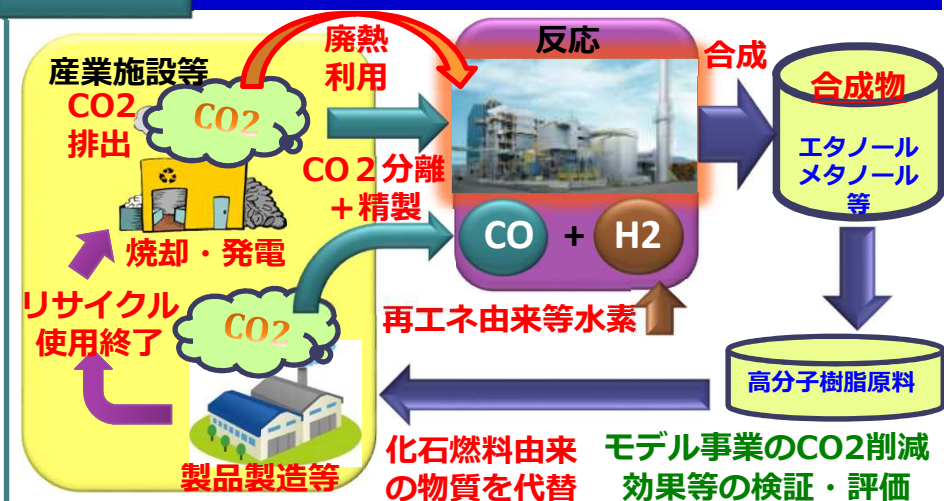 産業施設等
CO2
排出
CO2
廃熱
利用
反応
合成
合成物
エタノール
メタノール
等
CO２分離
＋精製
CO + H2
焼却・発電
リサイクル
使用終了
CO2
再エネ由来等水素
高分子樹脂原料
製品製造等
化石燃料由来
の物質を代替
モデル事業のCO2削減
効果等の検証・評価